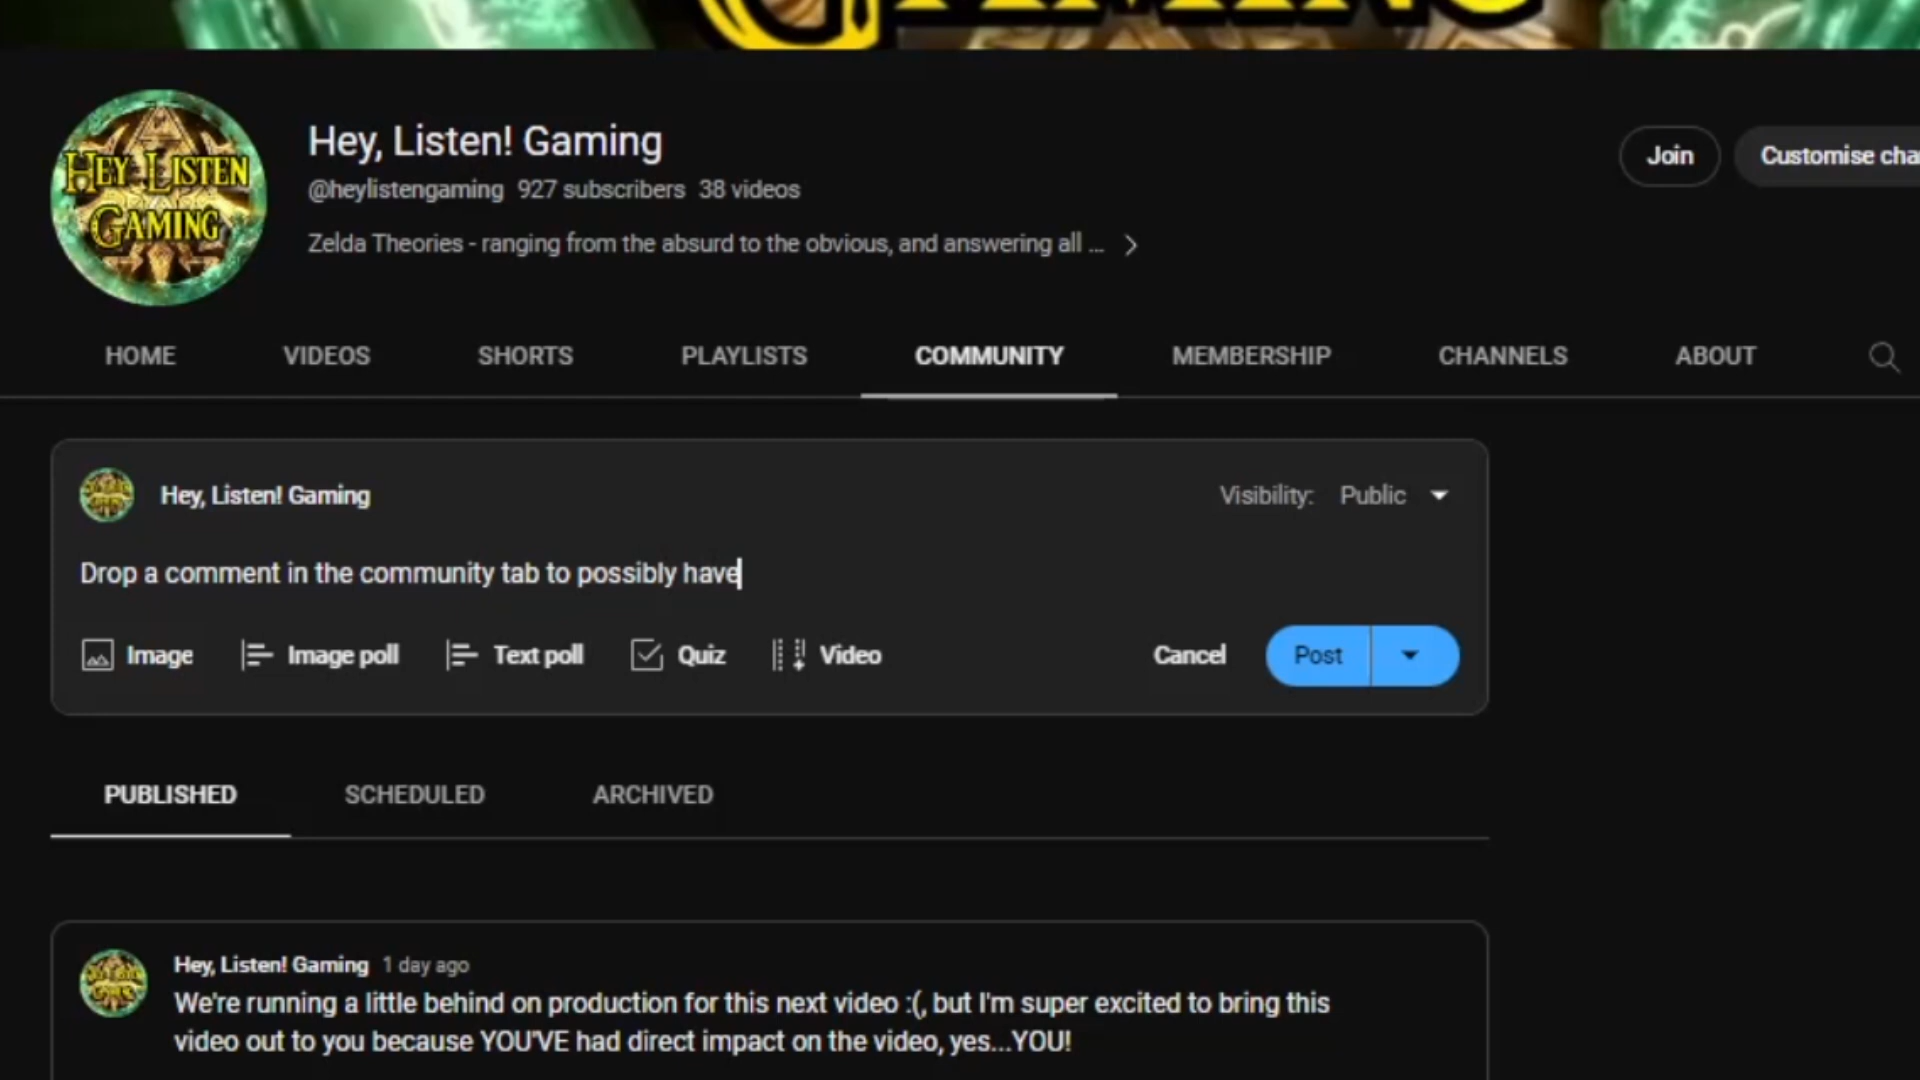 GAMING
HEY LISTEN
GAMING
Hey, Listen! Gaming
@heylistengaming 927 subscribers 38 videos
Zelda Theories - ranging from the absurd to the obvious, and answering all ...
Join
Customise cha
HOME VIDEOS SHORTS PLAYLISTS COMMUNITY MEMBERSHIP CHANNELS ABOUT
Hey, Listen! Gaming
Visibility: Public
Drop a comment in the community tab to possibly have
Image Image poll Text poll Quiz Video Cancel Post
PUBLISHED SCHEDULED ARCHIVED
Hey, Listen! Gaming 1 day ago
We're running a little behind on production for this next video :(, but I'm super excited to bring this
video out to you because YOU'VE had direct impact on the video, yes...YOU!